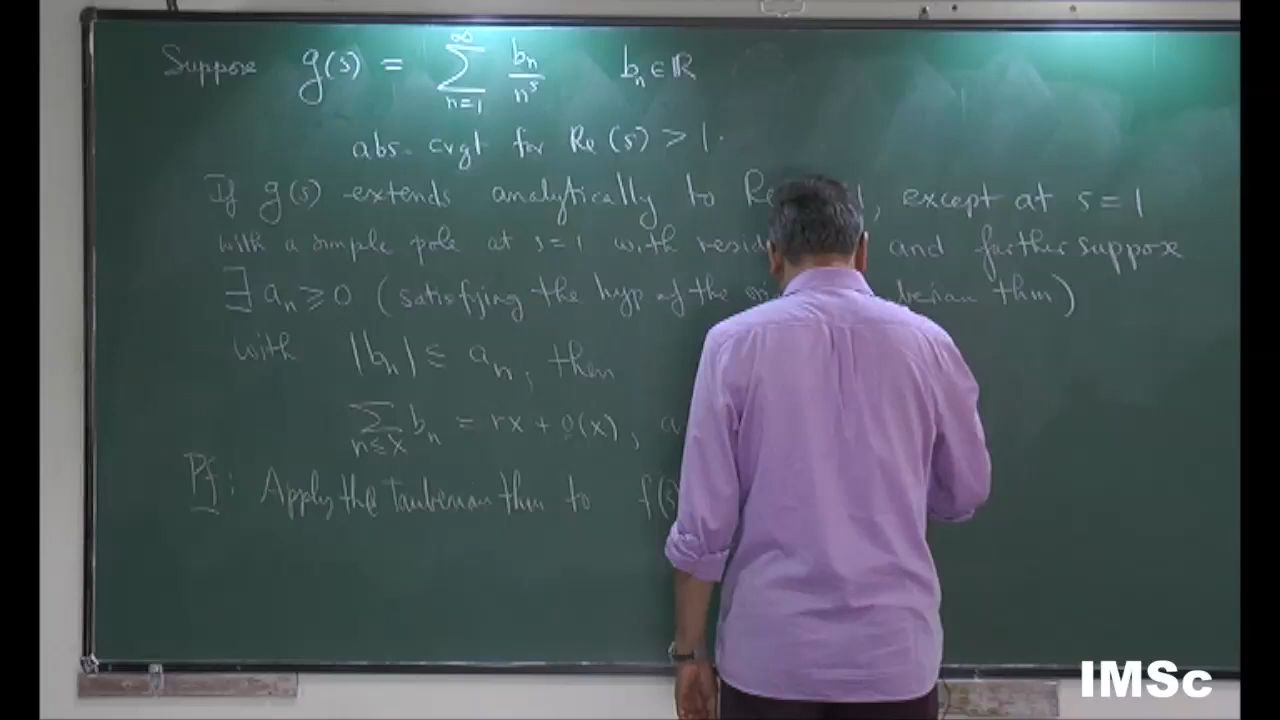 Suppose g(s) = ∑_{n=1}^{∞} b_n / n^s   b_n ∈ ℝ
abs. cvgt for Re(s) > 1.
If g(s) extends analytically to , except at s=1
with a simple pole at s=1 with and further suppose
∃ a_n ≥ 0 (satisfying the hyp of the thm)
with |b_n| ≤ a_n, then
∑_{n≤x} b_n = rx + o(x),
Pf: Apply the Tauberian thm to f(s)
IMSc